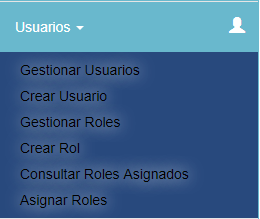 Usuarios
Gestionar Usuarios
Crear Usuario
Gestionar Roles
Crear Rol
Consultar Roles Asignados
Asignar Roles